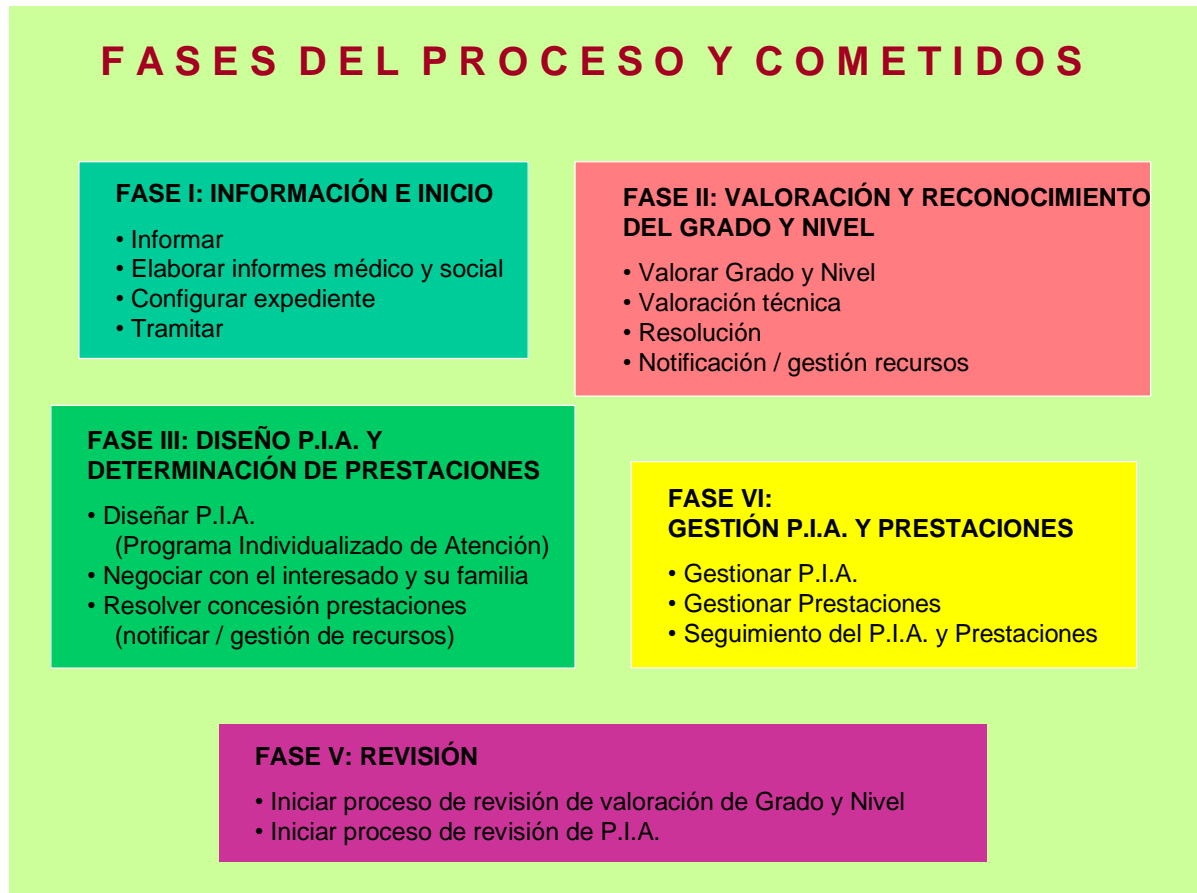 FASES DEL PROCESO Y COMETIDOS
FASE I: INFORMACIÓN E INICIO
• Informar
• Elaborar informes médico y social
• Configurar expediente
• Tramitar
FASE II: VALORACIÓN Y RECONOCIMIENTO
DEL GRADO Y NIVEL
• Valorar Grado y Nivel
• Valoración técnica
• Resolución
• Notificación / gestión recursos
FASE III: DISEÑO P.I.A. Y
DETERMINACIÓN DE PRESTACIONES
• Diseñar P.I.A.
(Programa Individualizado de Atención)
• Negociar con el interesado y su familia
• Resolver concesión prestaciones
(notificar / gestión de recursos)
FASE VI:
GESTIÓN P.I.A. Y PRESTACIONES
• Gestionar P.I.A.
• Gestionar Prestaciones
• Seguimiento del P.I.A. y Prestaciones
FASE V: REVISIÓN
• Iniciar proceso de revisión de valoración de Grado y Nivel
• Iniciar proceso de revisión de P.I.A.